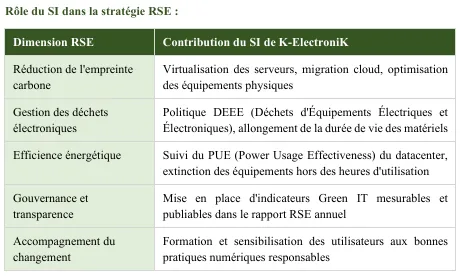 Rôle du SI dans la stratégie RSE :
Dimension RSE Contribution du SI de K-ElectroniK
Réduction de l'empreinte Virtualisation des serveurs, migration cloud, optimisation
carbone des équipements physiques
Gestion des déchets Politique DEEE (Déchets d'Équipements Électriques et
électroniques Électroniques), allongement de la durée de vie des matériels
Efficience énergétique Suivi du PUE (Power Usage Effectiveness) du datacenter,
extinction des équipements hors des heures d'utilisation
Gouvernance et Mise en place d'indicateurs Green IT mesurables et
transparence publiables dans le rapport RSE annuel
Accompagnement du Formation et sensibilisation des utilisateurs aux bonnes
changement pratiques numériques responsables